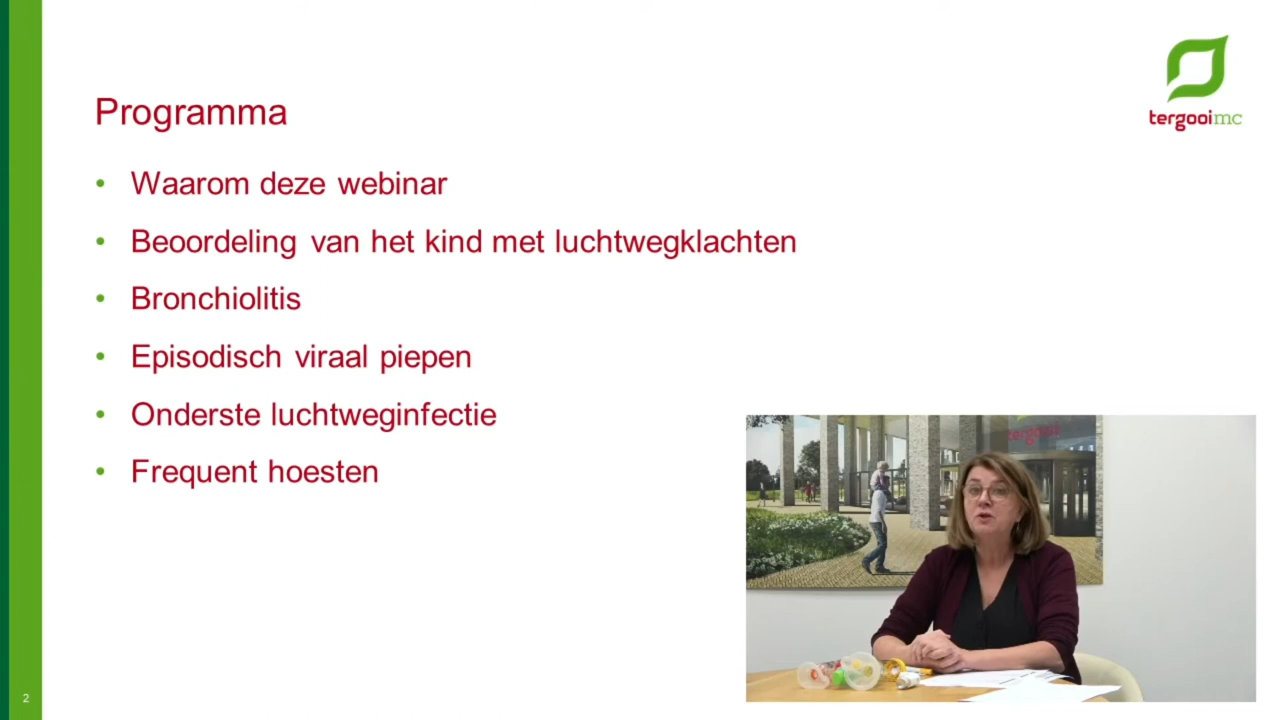 tergooimc
Programma
• Waarom deze webinar
• Beoordeling van het kind met luchtwegklachten
• Bronchiolitis
• Episodisch viraal piepen
• Onderste luchtweginfectie
• Frequent hoesten
tergooi
2